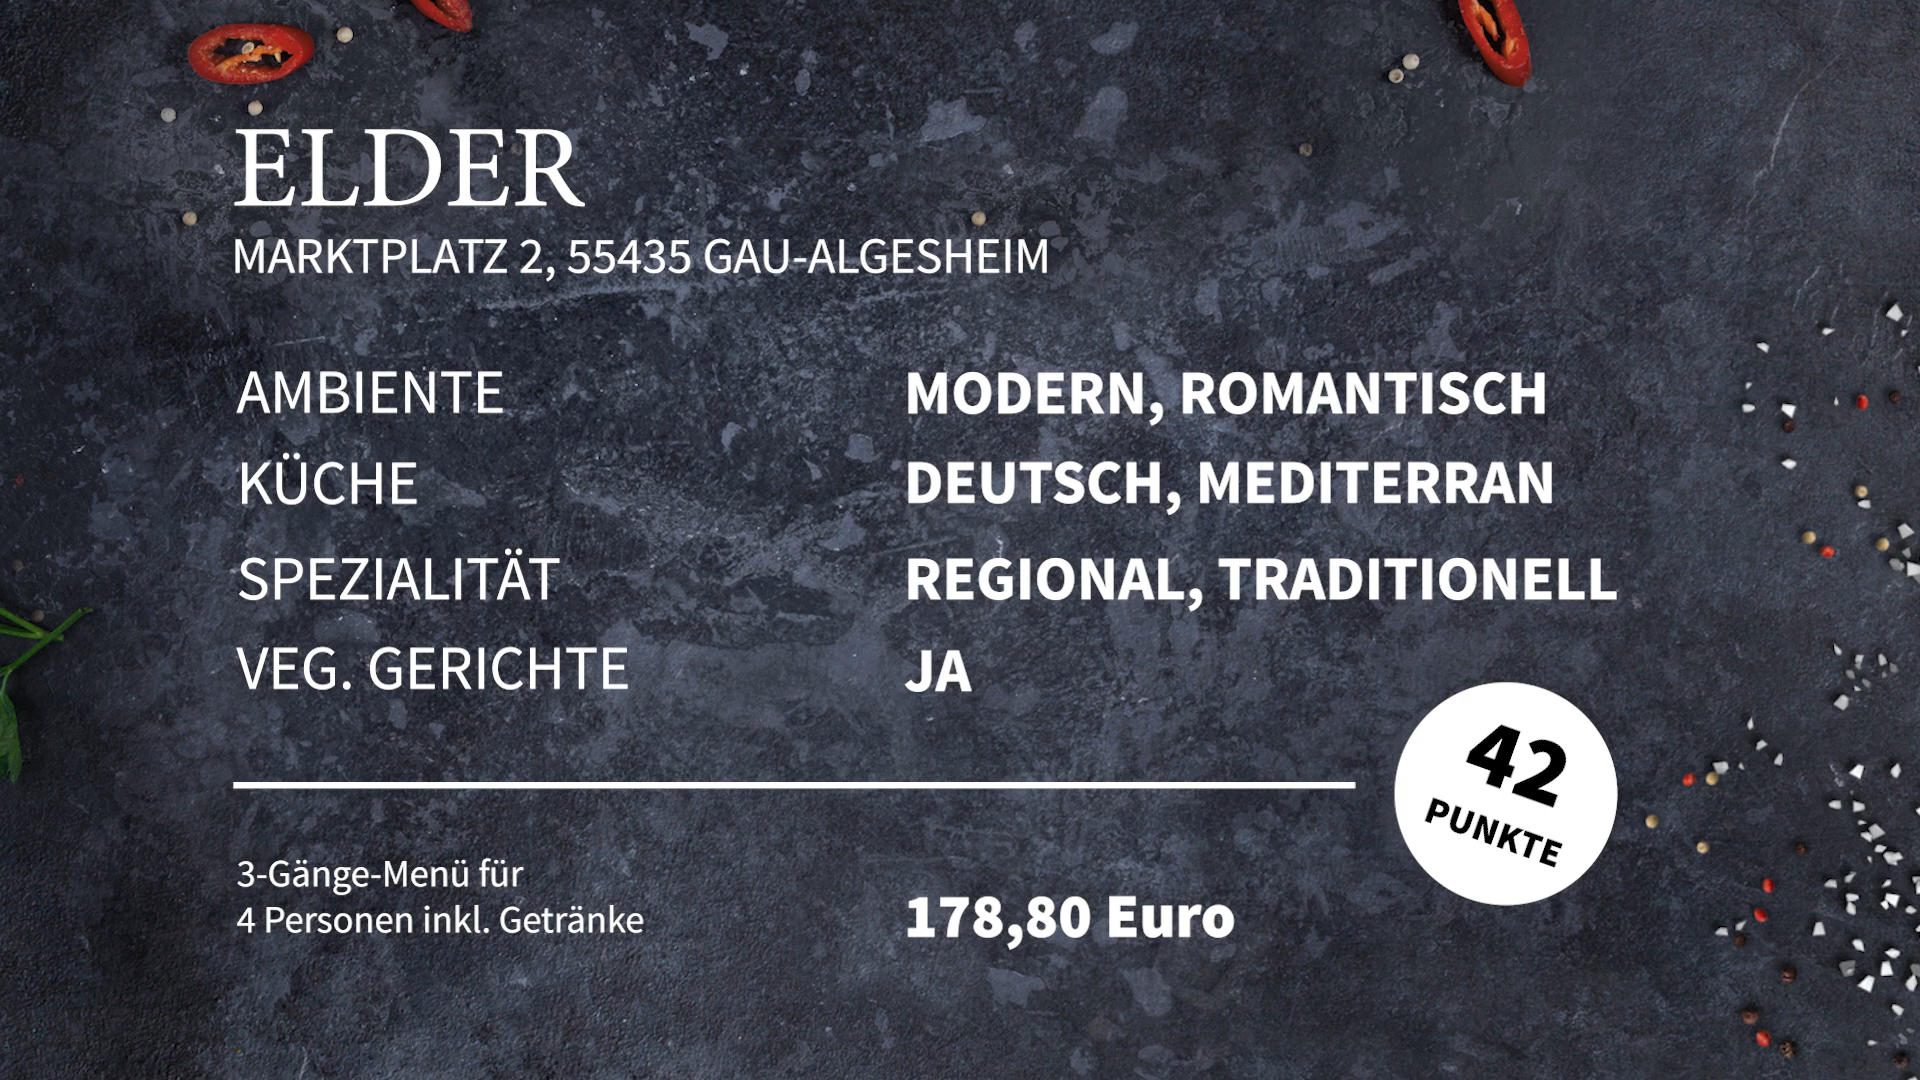 ELDER
MARKTPLATZ 2, 55435 GAU-ALGESHEIM
AMBIENTE MODERN, ROMANTISCH
KÜCHE DEUTSCH, MEDITERRAN
SPEZIALITÄT REGIONAL, TRADITIONELL
VEG. GERICHTE JA
42
PUNKTE
3-Gänge-Menü für
4 Personen inkl. Getränke 178,80 Euro